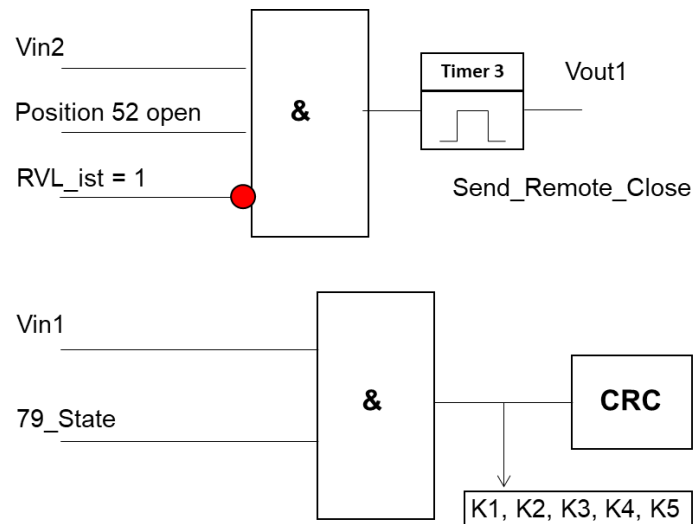 Vin2
Position 52 open
RVL_ist = 1
&
Timer 3
Vout1
Send_Remote_Close
Vin1
79_State
&
CRC
K1, K2, K3, K4, K5